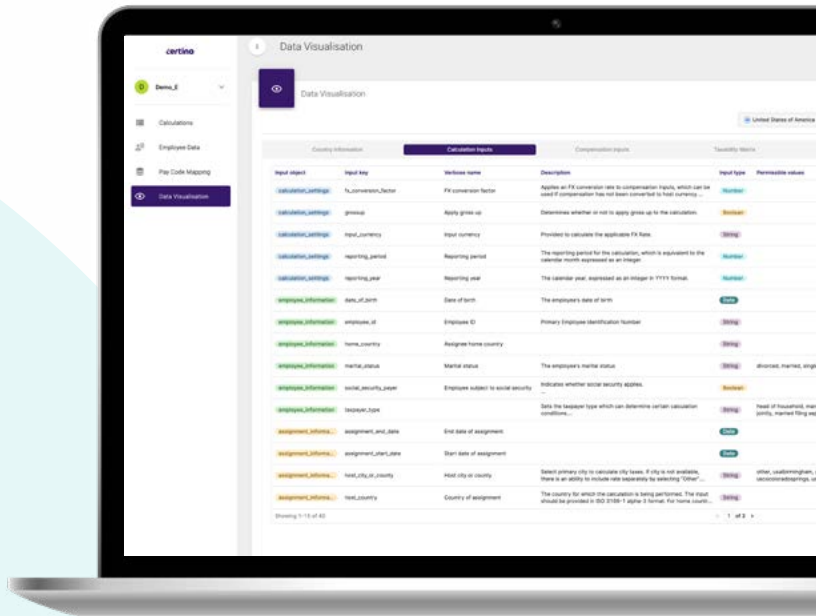 certino
Data Visualisation
D Demo_E
Data Visualisation
United States of America
Calculations
Employee Data
Pay Code Mapping
Data Visualisation
Country Information Calculation Inputs Compensation Inputs Taxability Matrix
Input object Input key Verbose name Description Input type Permissible values
calculation_settings fx_conversion_factor FX conversion factor Applies an FX conversion rate to compensation inputs, which can be Number
used if compensation has not been converted to host currency. ...
calculation_settings grossup Apply gross up Determines whether or not to apply gross up to the calculation. Boolean
calculation_settings input_currency Input currency Provided to calculate the applicable FX Rate. String
calculation_settings reporting_period Reporting period The reporting period for the calculation, which is equivalent to the Number
calendar month expressed as an integer.
calculation_settings reporting_year Reporting year The calendar year, expressed as an integer in YYYY format. Number
employee_information date_of_birth Date of birth The employee's date of birth Date
employee_information employee_id Employee ID Primary Employee Identification Number String
employee_information home_country Assignee home country String
employee_information marital_status Marital status The employee's marital status String divorced, married, single
employee_information social_security_payer Employee subject to social security Indicates whether social security applies. Boolean
...
employee_information taxpayer_type Sets the taxpayer type which can determine certain calculation String head of household, mar
conditions... jointly, married filing sep
assignment_informa... assignment_end_date End date of assignment Date
assignment_informa... assignment_start_date Start date of assignment Date
assignment_informa... host_city_or_county Host city or county Select primary city to calculate city taxes. If city is not available, String other, usalbirmingham,
there is an ability to include rate separately by selecting "Other"... uscocoloradosprings, us
assignment_informa... host_country Country of assignment The country for which the calculation is being performed. The input String
should be provided in ISO 3166-1 alpha-3 format. For home countr...
Showing 1-15 of 42 1 of 3